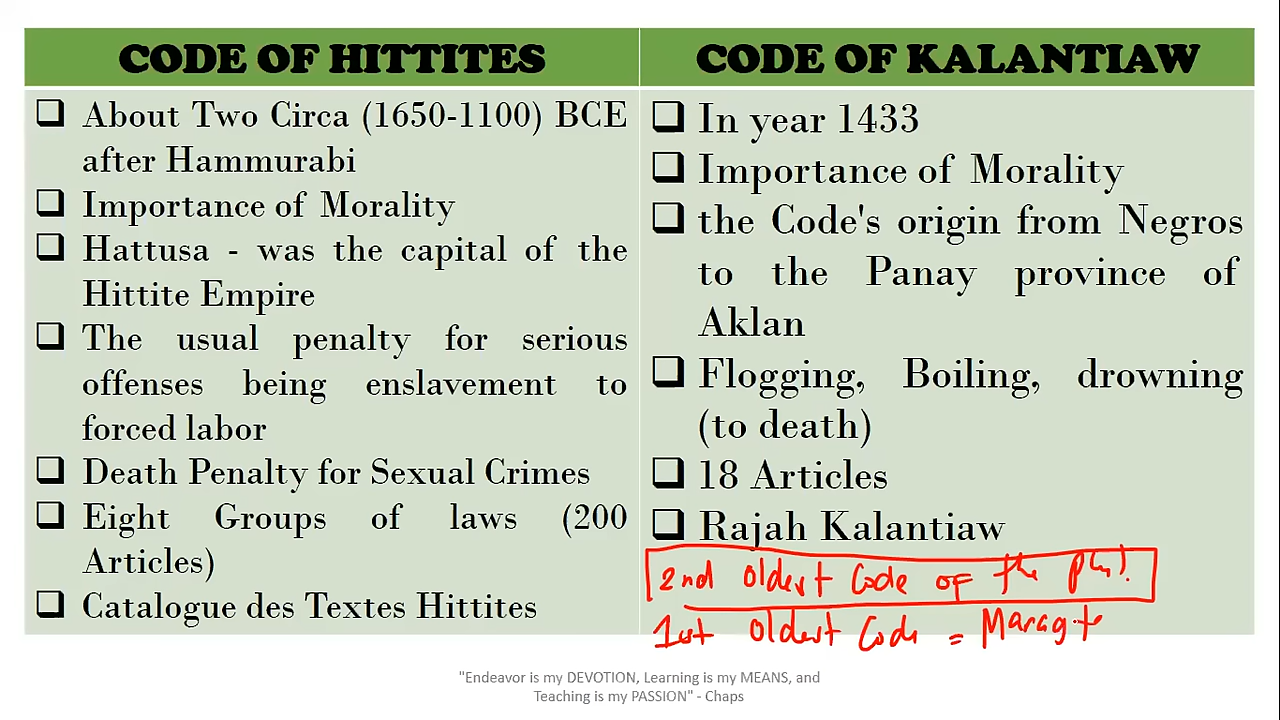 CODE OF HITTITES
About Two Circa (1650-1100) BCE
after Hammurabi
Importance of Morality
Hattusa - was the capital of the
Hittite Empire
The usual penalty for serious
offenses being enslavement to
forced labor
Death Penalty for Sexual Crimes
Eight Groups of laws (200
Articles)
Catalogue des Textes Hittites
CODE OF KALANTIAW
In year 1433
Importance of Morality
the Code's origin from Negros
to the Panay province of
Aklan
Flogging, Boiling, drowning
(to death)
18 Articles
Rajah Kalantiaw
2nd Oldest Code of the
1st Oldest Code =
"Endeavor is my DEVOTION, Learning is my MEANS, and
Teaching is my PASSION" - Chaps